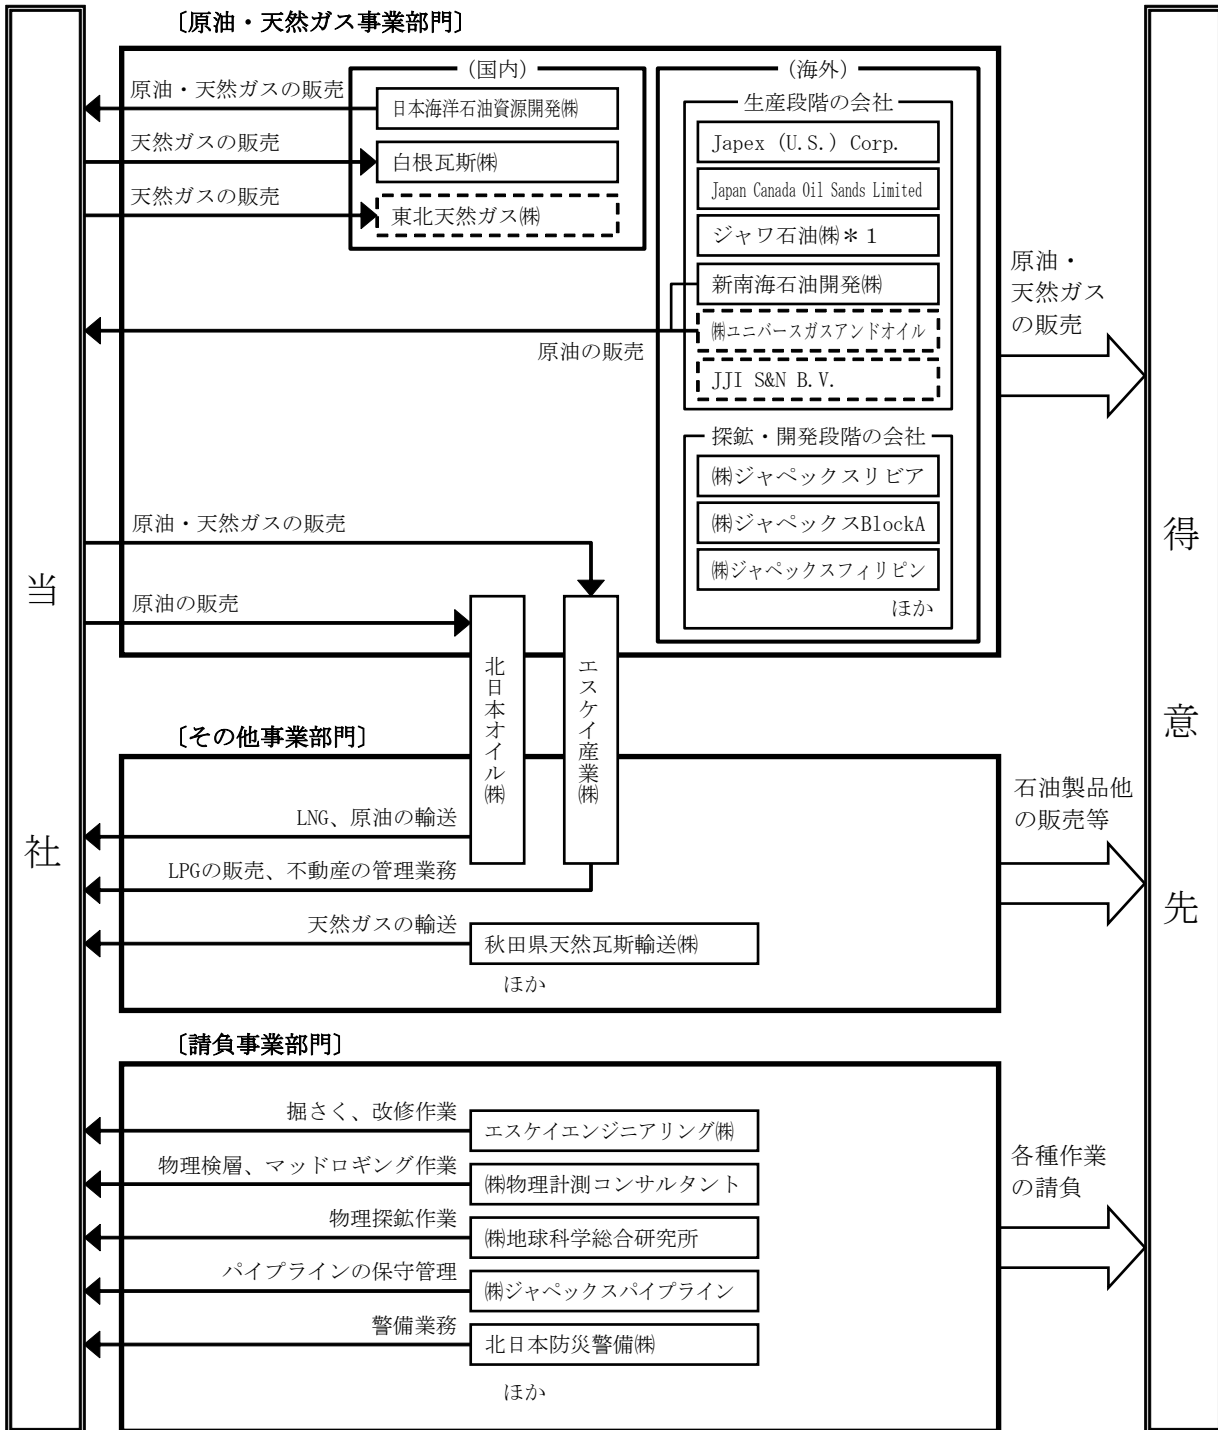 〔原油・天然ガス事業部門〕
(国内)
(海外)
原油・天然ガスの販売
日本海洋石油資源開発㈱
生産段階の会社
Japex (U.S.) Corp.
天然ガスの販売
白根瓦斯㈱
Japan Canada Oil Sands Limited
天然ガスの販売
東北天然ガス㈱
ジャワ石油㈱＊1
新南海石油開発㈱
㈱ユニバースガスアンドオイル
原油の販売
JJI S&N B.V.
原油・
天然ガス
の販売
探鉱・開発段階の会社
㈱ジャペックスリビア
㈱ジャペックスBlockA
㈱ジャペックスフィリピン
ほか
原油・天然ガスの販売
原油の販売
当社
得意先
北日本オイル㈱
エスケイ産業㈱
〔その他事業部門〕
LNG、原油の輸送
LPGの販売、不動産の管理業務
天然ガスの輸送
秋田県天然瓦斯輸送㈱
ほか
石油製品他
の販売等
〔請負事業部門〕
掘さく、改修作業
エスケイエンジニアリング㈱
物理検層、マッドロギング作業
㈱物理計測コンサルタント
物理探鉱作業
㈱地球科学総合研究所
パイプラインの保守管理
㈱ジャペックスパイプライン
警備業務
北日本防災警備㈱
ほか
各種作業
の請負